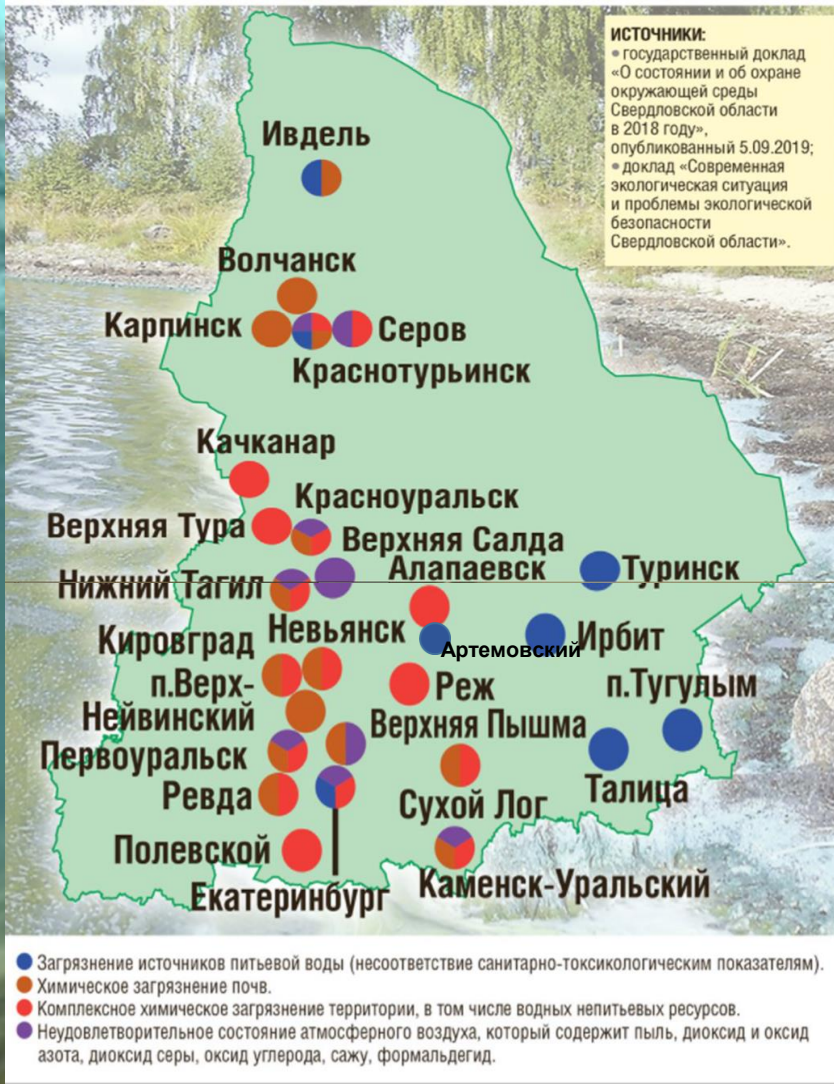 ИСТОЧНИКИ:
• государственный доклад
«О состоянии и об охране
окружающей среды
Свердловской области
в 2018 году»,
опубликованный 5.09.2019;
• доклад «Современная
экологическая ситуация
и проблемы экологической
безопасности
Свердловской области».
Ивдель
Волчанск
Карпинск
Серов
Краснотурьинск
Качканар
Красноуральск
Верхняя Тура
Верхняя Салда
Алапаевск
Туринск
Нижний Тагил
Невьянск
Артемовский
Ирбит
Кировград
п.Верх-
Нейвинский
Реж
п.Тугулым
Верхняя Пышма
Первоуральск
Ревда
Сухой Лог
Талица
Полевской
Екатеринбург
Каменск-Уральский
Загрязнение источников питьевой воды (несоответствие санитарно-токсикологическим показателям).
Химическое загрязнение почв.
Комплексное химическое загрязнение территории, в том числе водных непитьевых ресурсов.
Неудовлетворительное состояние атмосферного воздуха, который содержит пыль, диоксид и оксид
азота, диоксид серы, оксид углерода, сажу, формальдегид.